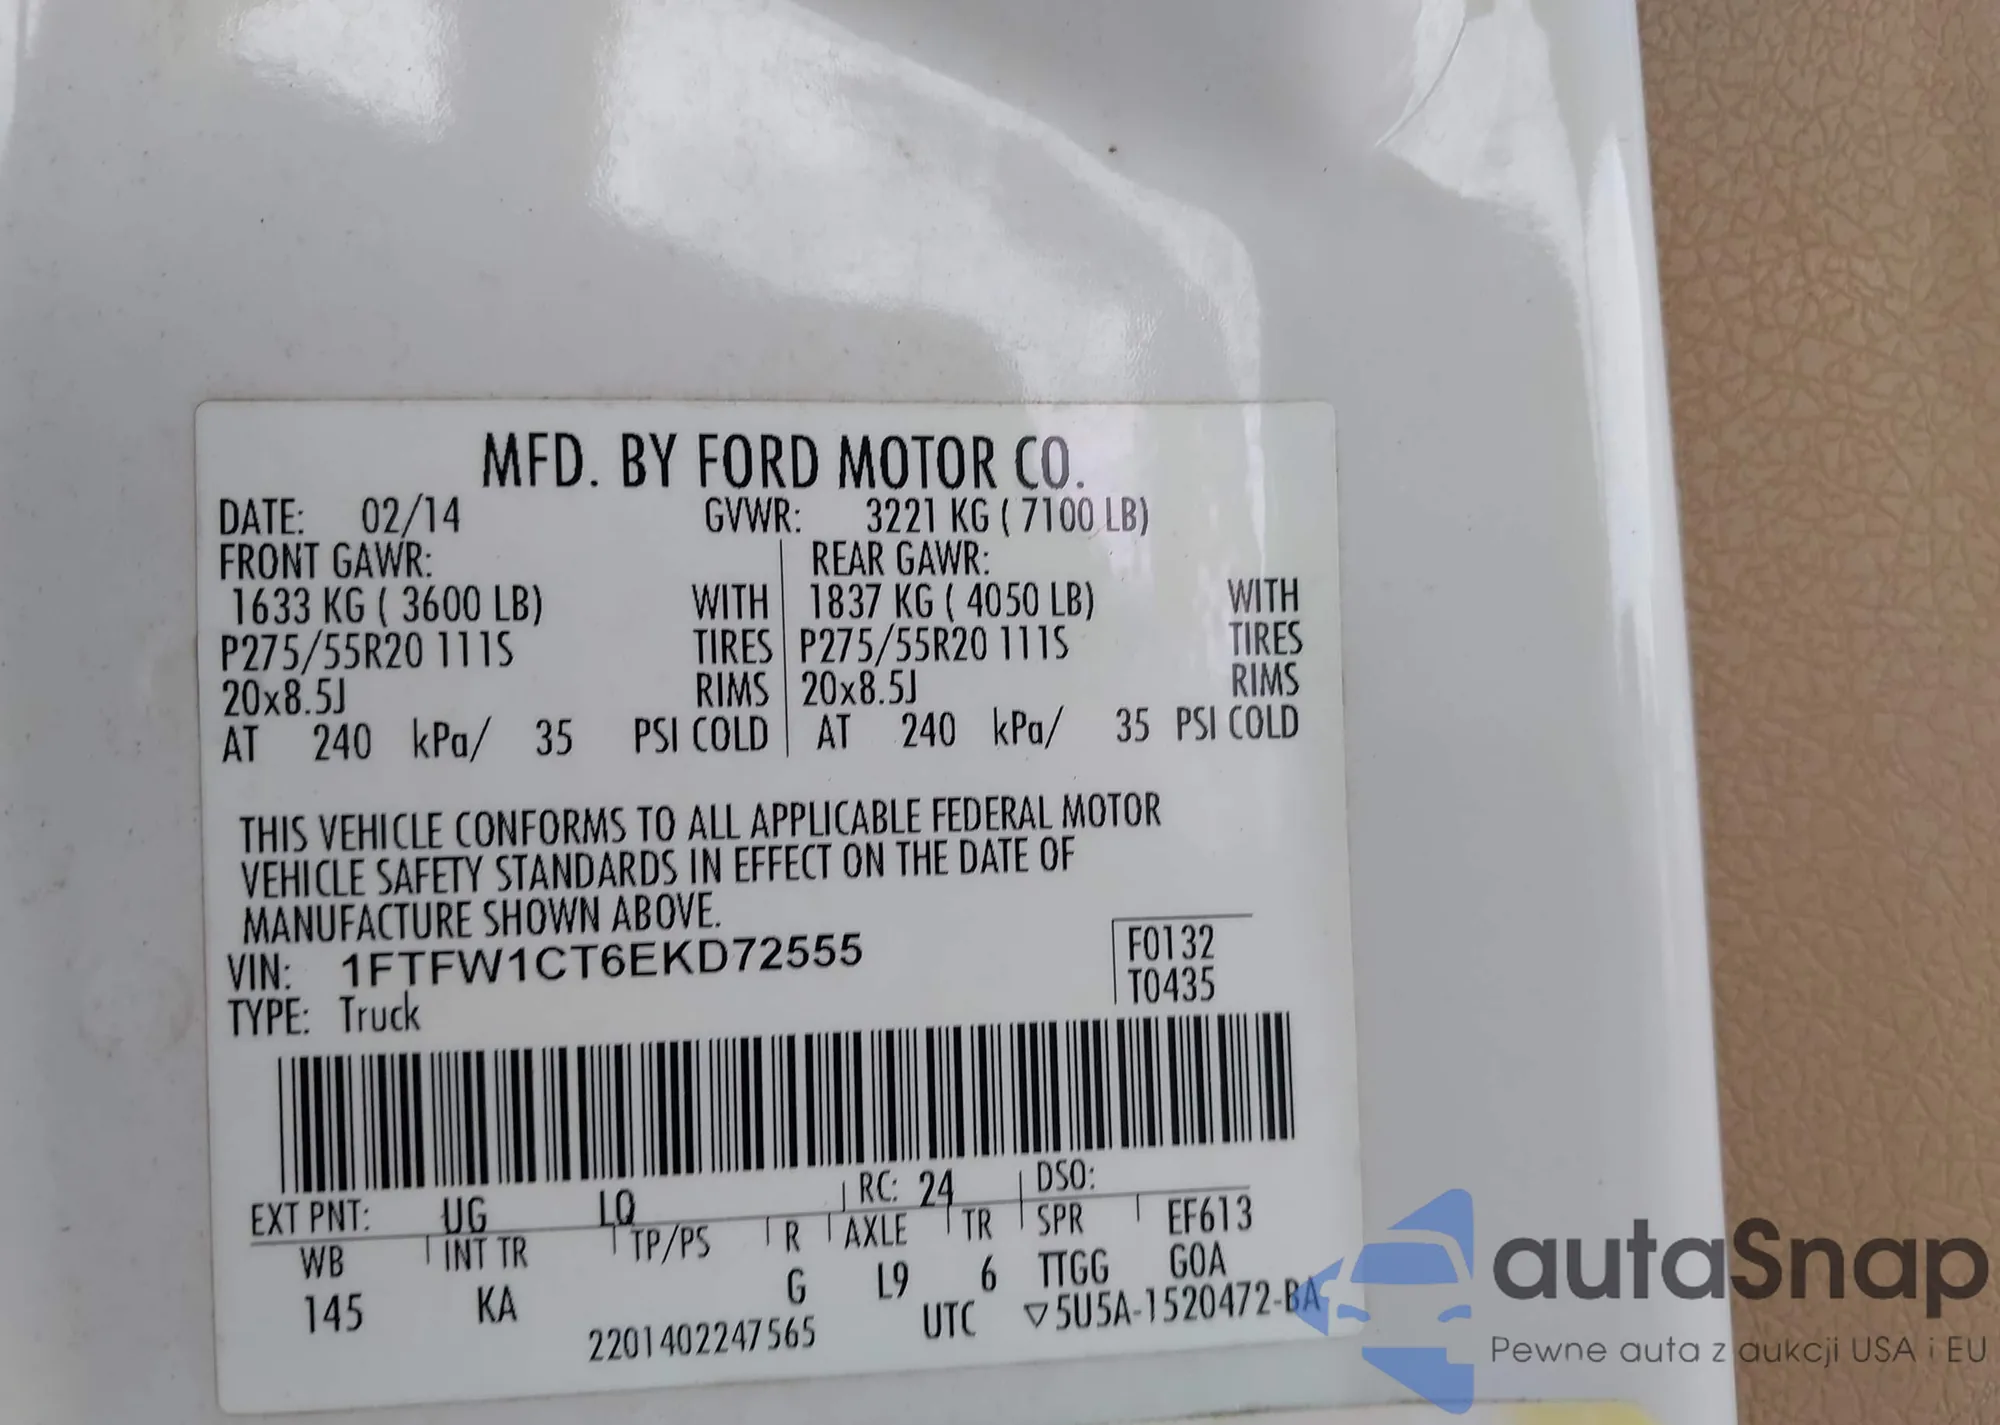 MFD. BY FORD MOTOR CO.
DATE: 02/14 GVWR: 3221 KG ( 7100 LB)
FRONT GAWR: REAR GAWR:
1633 KG ( 3600 LB) WITH 1837 KG ( 4050 LB) WITH
P275/55R20 111S TIRES P275/55R20 111S TIRES
20x8.5J RIMS 20x8.5J RIMS
AT 240 kPa/ 35 PSI COLD AT 240 kPa/ 35 PSI COLD
THIS VEHICLE CONFORMS TO ALL APPLICABLE FEDERAL MOTOR
VEHICLE SAFETY STANDARDS IN EFFECT ON THE DATE OF
MANUFACTURE SHOWN ABOVE.
VIN: 1FTFW1CT6EKD72555 F0132
TYPE: Truck T0435
EXT PNT: UG LQ RC: 24 DSO:
WB INT TR TP/PS R AXLE TR SPR EF613
145 KA G L9 6 TTGG GOA
2201402247565 UTC ▽5U5A-1520472-BA
autaSnap
Pewne auta z aukcji USA i EU